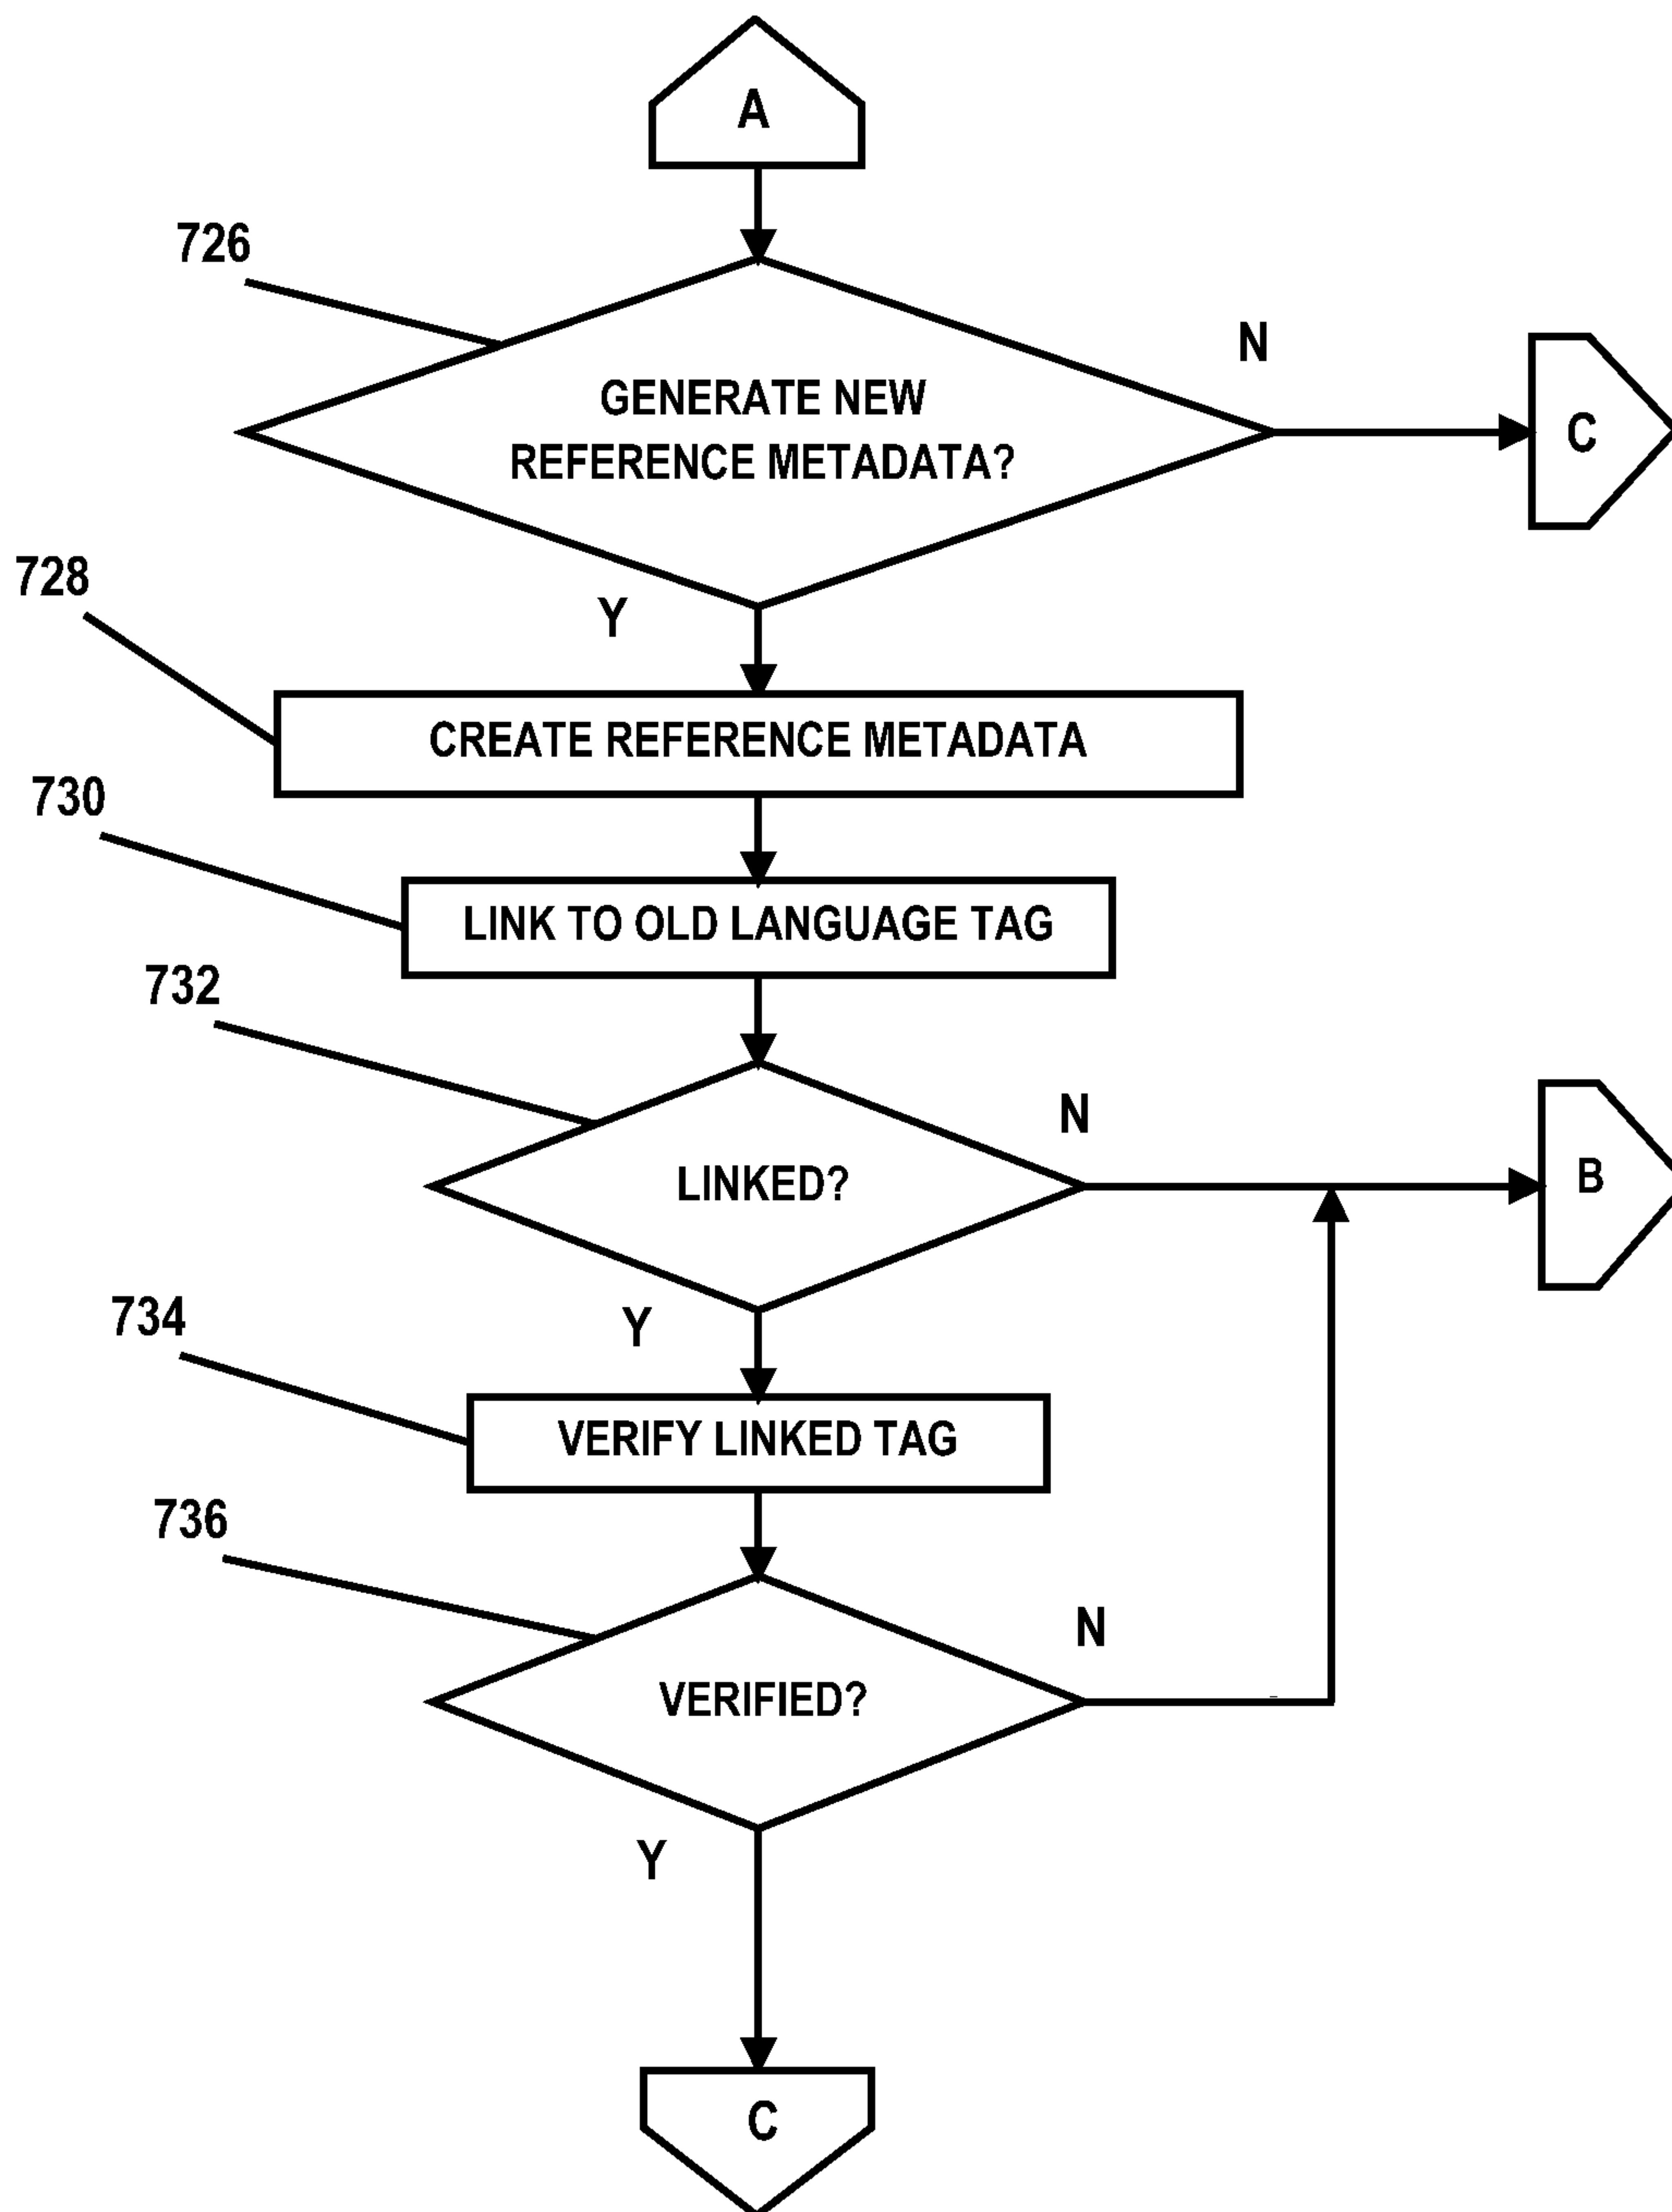 A
726
N
GENERATE NEW
REFERENCE METADATA?
C
728
Y
CREATE REFERENCE METADATA
730
LINK TO OLD LANGUAGE TAG
732
N
LINKED?
B
734
Y
VERIFY LINKED TAG
736
N
VERIFIED?
Y
C